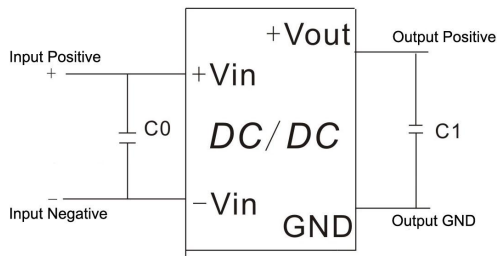 +Vout
Output Positive
Input Positive
+
+Vin
C0
DC/DC
C1
−
−Vin
Input Negative
GND
Output GND